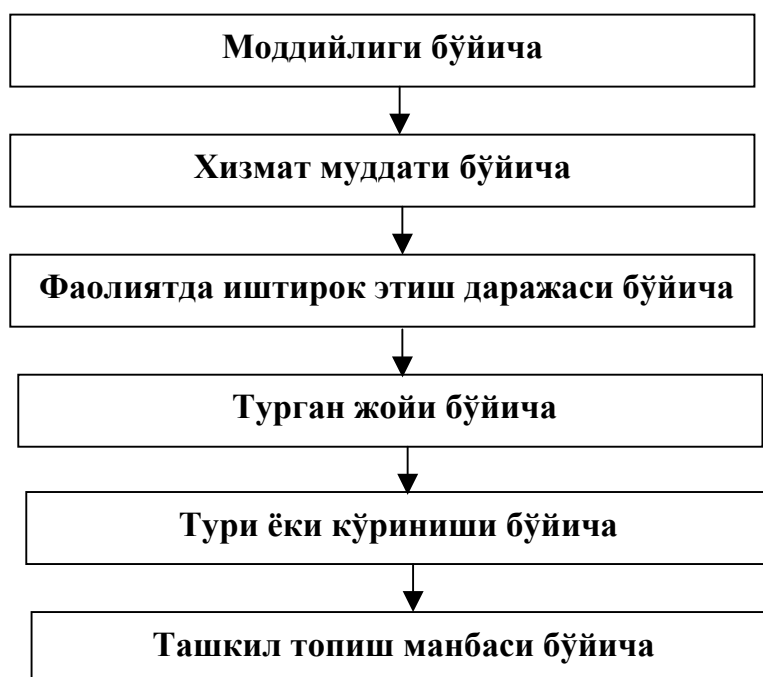 Моддийлиги бўйича
Хизмат муддати бўйича
Фаолиятда иштирок этиш даражаси бўйича
Турган жойи бўйича
Тури ёки кўриниши бўйича
Ташкил топиш манбаси бўйича